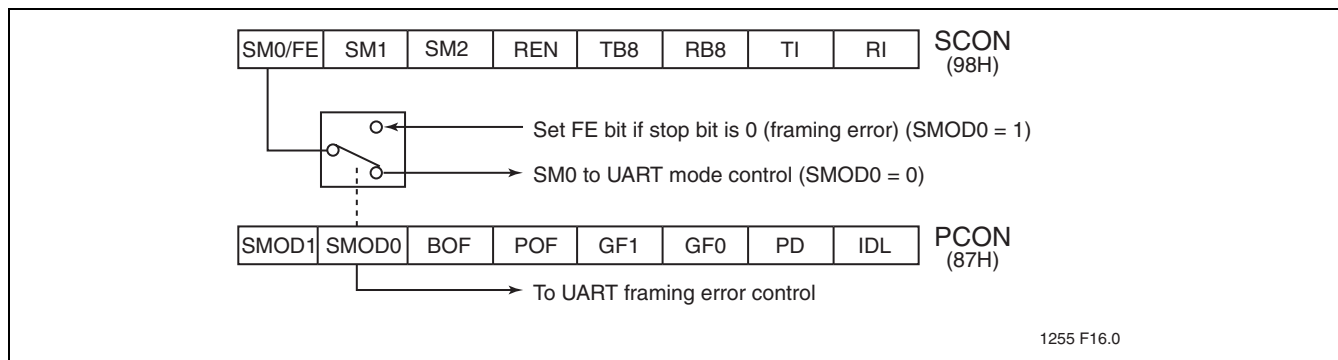 SM0/FE SM1 SM2 REN TB8 RB8 TI RI SCON
(98H)
Set FE bit if stop bit is 0 (framing error) (SMOD0 = 1)
SM0 to UART mode control (SMOD0 = 0)
SMOD1 SMOD0 BOF POF GF1 GF0 PD IDL PCON
(87H)
To UART framing error control
1255 F16.0